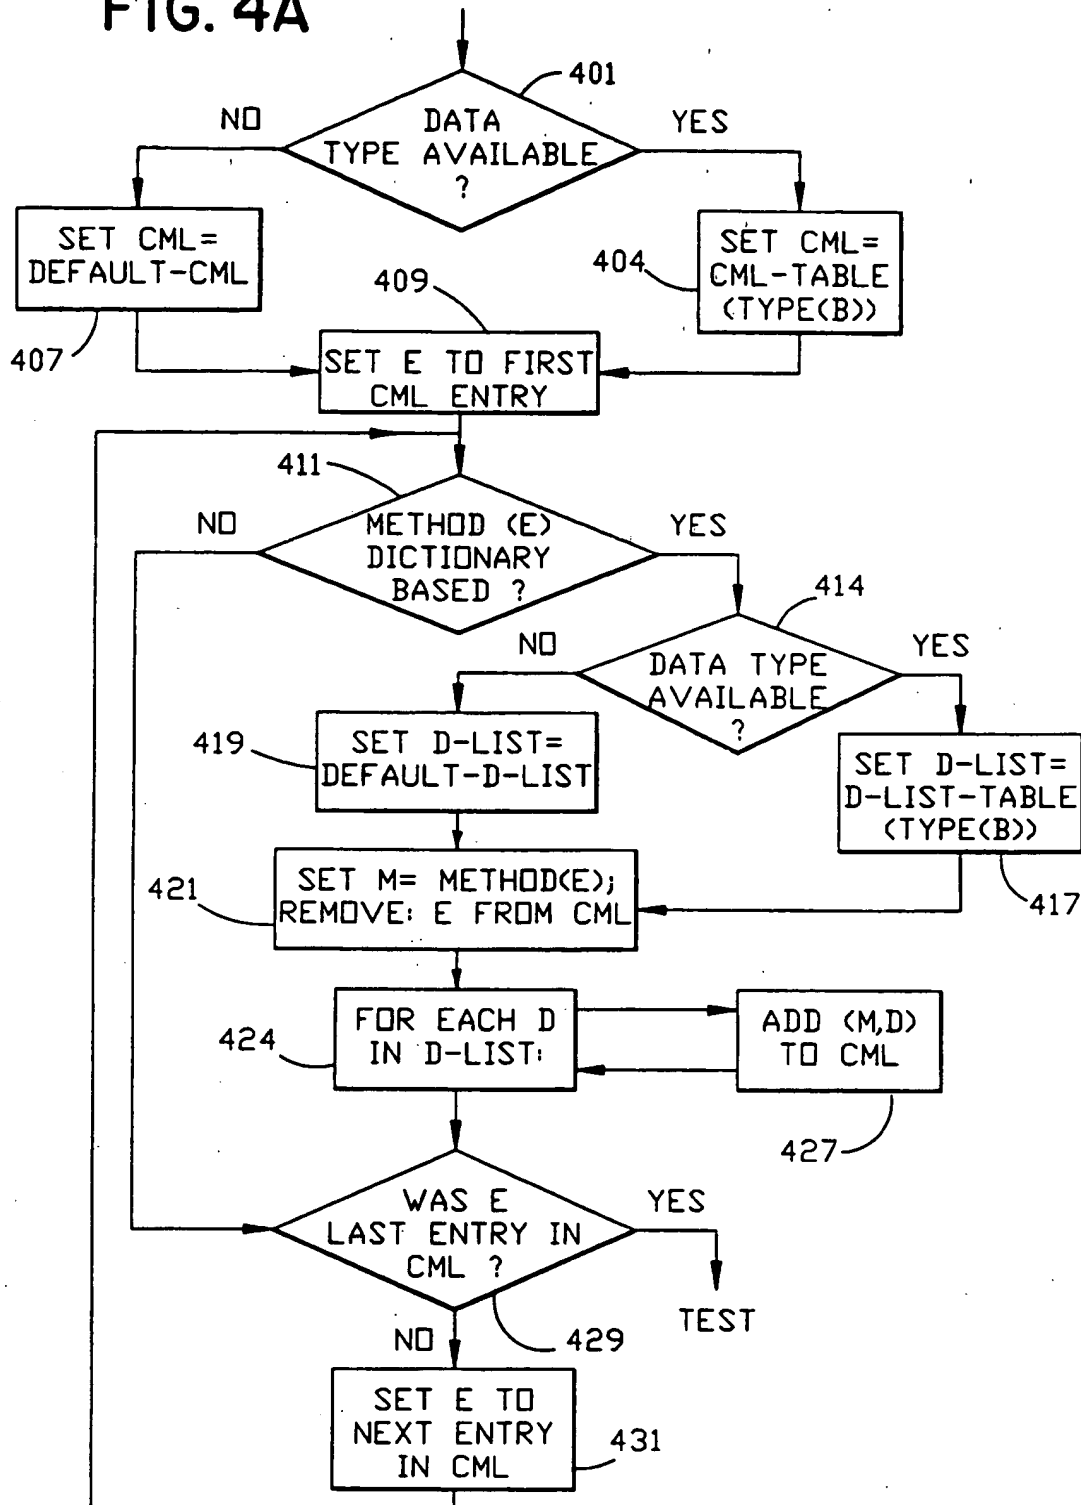 FIG. 4A
401
NO
DATA
TYPE AVAILABLE
?
YES
SET CML=
DEFAULT-CML
407
409
404
SET CML=
CML-TABLE
(TYPE(B))
SET E TO FIRST
CML ENTRY
411
NO
METHOD (E)
DICTIONARY
BASED ?
YES
414
NO
DATA TYPE
AVAILABLE
?
YES
419
SET D-LIST=
DEFAULT-D-LIST
SET D-LIST=
D-LIST-TABLE
(TYPE(B))
417
421
SET M= METHOD(E);
REMOVE: E FROM CML
424
FOR EACH D
IN D-LIST:
ADD (M,D)
TO CML
427
WAS E
LAST ENTRY IN
CML ?
YES
TEST
429
NO
SET E TO
NEXT ENTRY
IN CML
431